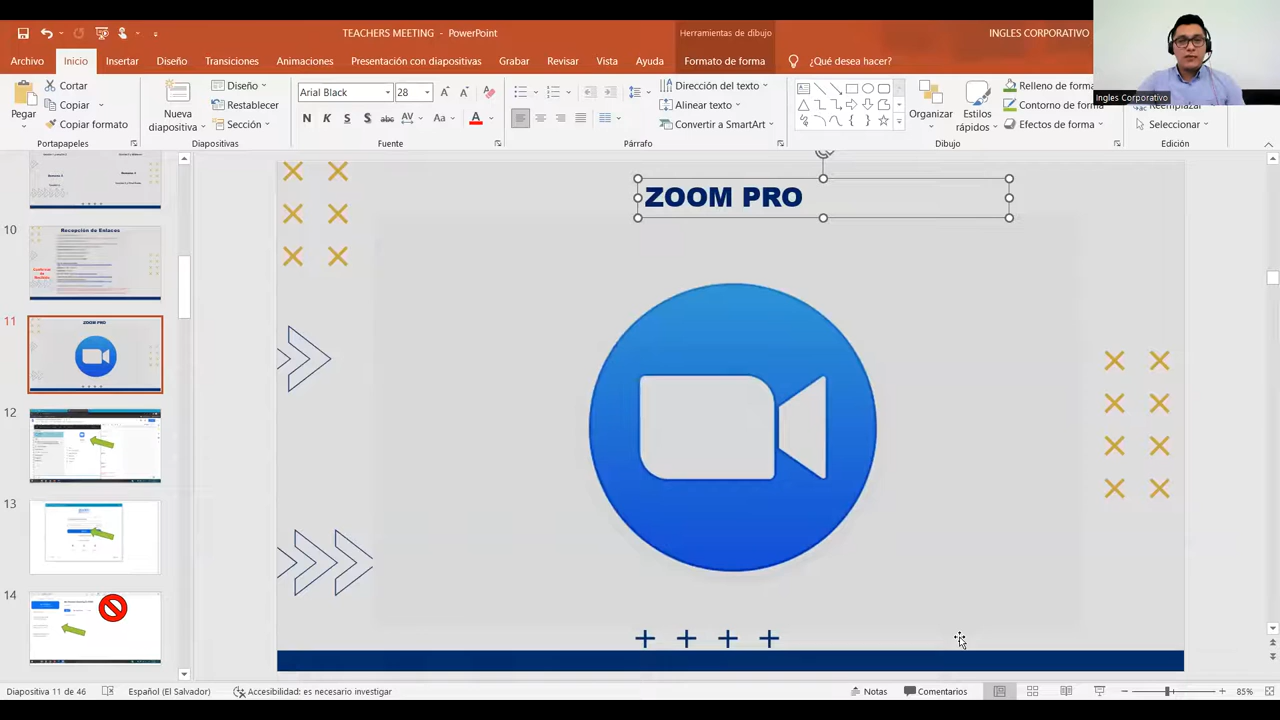 TEACHERS MEETING - PowerPoint
Herramientas de dibujo
INGLES CORPORATIVO
Archivo
Inicio
Insertar
Diseño
Transiciones
Animaciones
Presentación con diapositivas
Grabar
Revisar
Vista
Ayuda
Formato de forma
¿Qué desea hacer?
Pegar
Cortar
Copiar
Copiar formato
Portapapeles
Nueva
diapositiva
Diseño
Restablecer
Sección
Diapositivas
Arial Black
28
N
K
S
abc
AV
Aa
A
Fuente
Dirección del texto
Alinear texto
Convertir a SmartArt
Párrafo
Organizar
Estilos
rápidos
Relleno de forma
Contorno de forma
Efectos de forma
Dibujo
Reemplazar
Seleccionar
Edición
Ingles Corporativo
10
Recepción de Enlaces
11
ZOOM PRO
12
13
14
ZOOM PRO
Diapositiva 11 de 46
Español (El Salvador)
Accesibilidad: es necesario investigar
Notas
Comentarios
85%